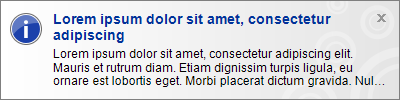 Lorem ipsum dolor sit amet, consectetur
adipiscing
Lorem ipsum dolor sit amet, consectetur adipiscing elit.
Mauris et rutrum diam. Etiam dignissim turpis ligula, eu
ornare est lobortis eget. Morbi placerat dictum gravida. Nul...